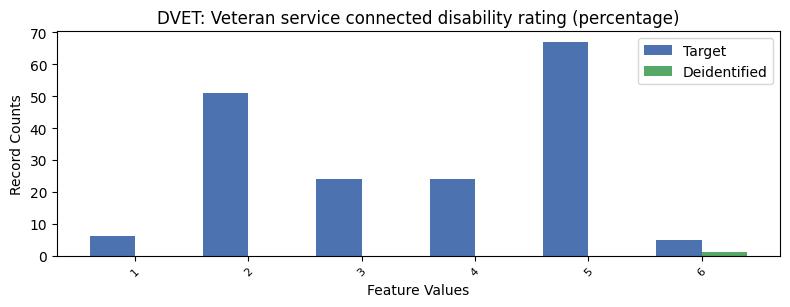 DVET: Veteran service connected disability rating (percentage)
Target
Deidentified
Record Counts
70
60
50
40
30
20
10
0
1 2 3 4 5 6
Feature Values